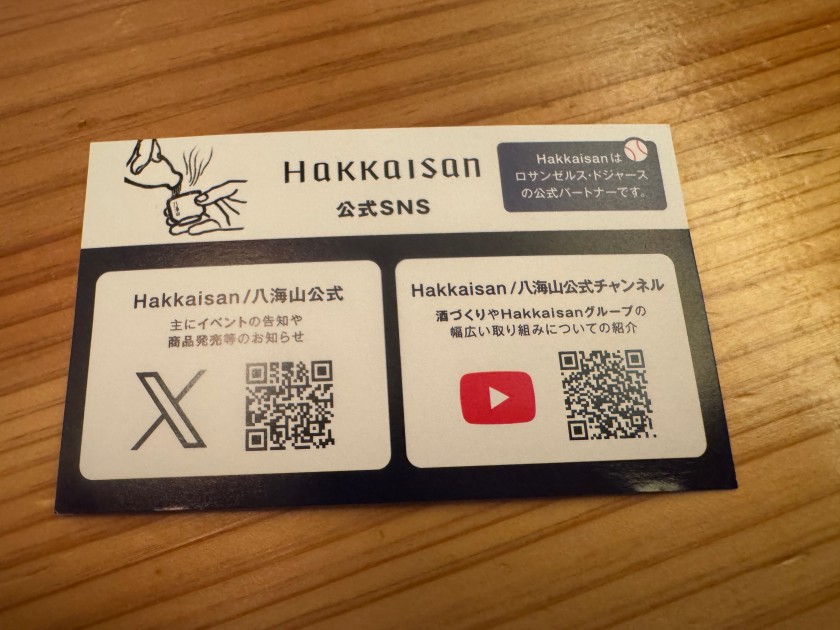 Hakkaisan
公式SNS
Hakkaisanは
ロサンゼルス・ドジャース
の公式パートナーです。
Hakkaisan/八海山公式
主にイベントの告知や
商品発売等のお知らせ
Hakkaisan/八海山公式チャンネル
酒づくりやHakkaisanグループの
幅広い取り組みについての紹介